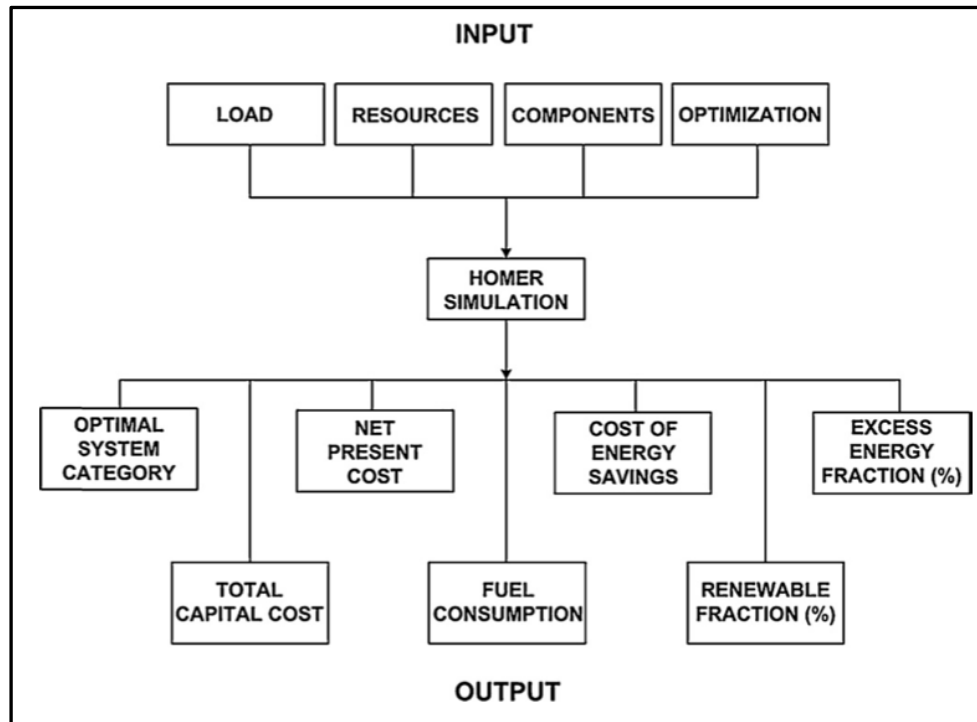 INPUT
LOAD
RESOURCES
COMPONENTS
OPTIMIZATION
HOMER
SIMULATION
OPTIMAL
SYSTEM
CATEGORY
NET
PRESENT
COST
COST OF
ENERGY
SAVINGS
EXCESS
ENERGY
FRACTION (%)
TOTAL
CAPITAL COST
FUEL
CONSUMPTION
RENEWABLE
FRACTION (%)
OUTPUT